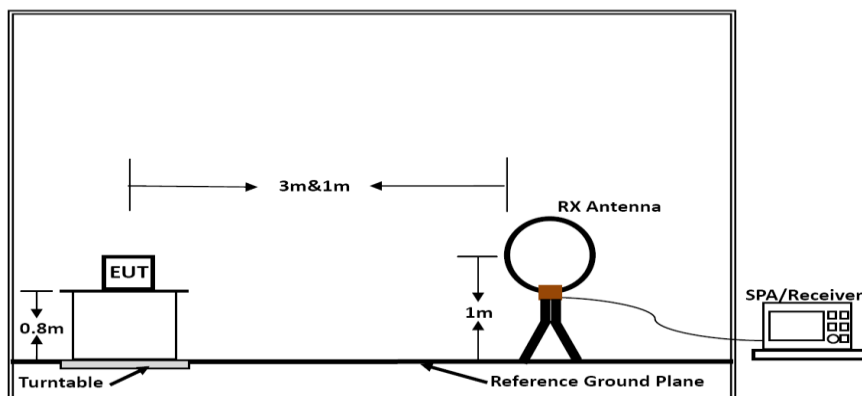 3m&1m
RX Antenna
EUT
SPA/Receiver
0.8m
1m
Turntable
Reference Ground Plane